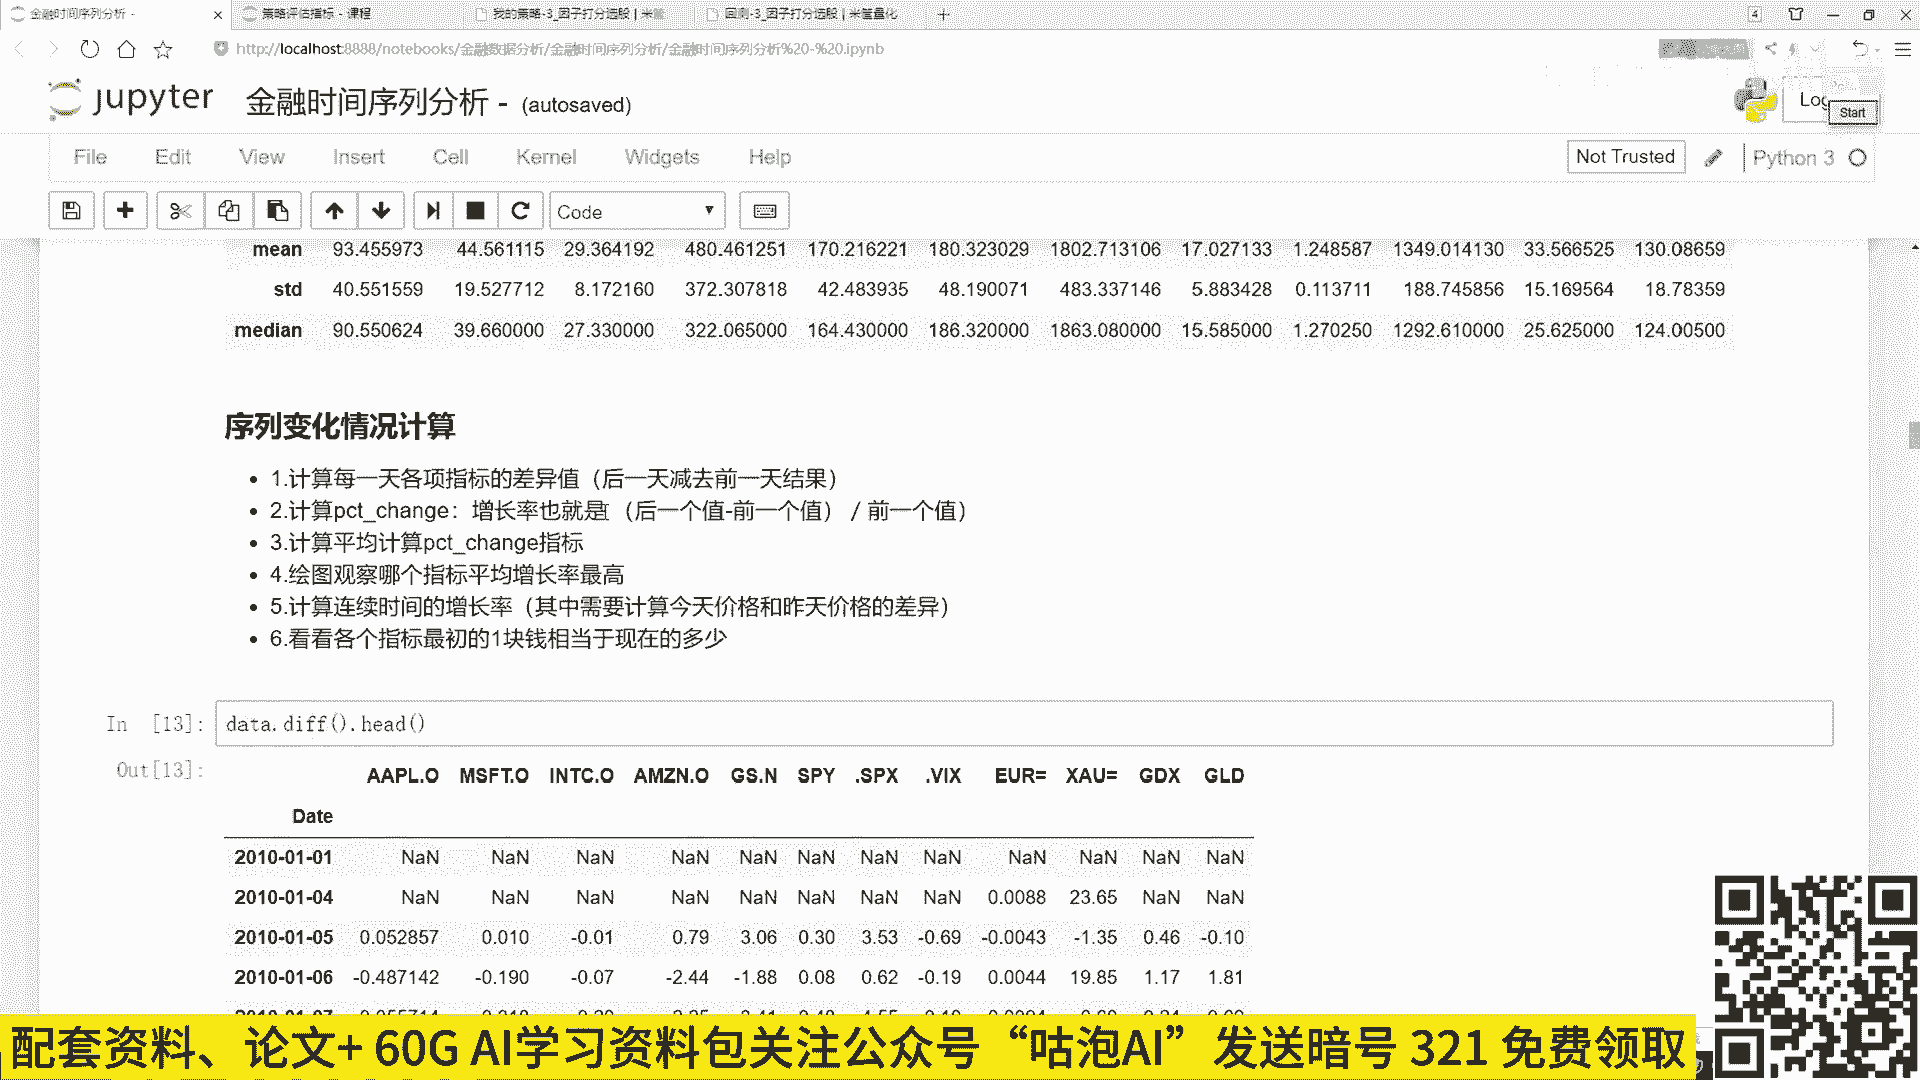 金融时间序列分析 -
策略评估指标 - 课程
我的策略-3_因子打分选股 | 米筐
回测-3_因子打分选股 | 米筐量化
4
http://localhost:8888/notebooks/金融数据分析/金融时间序列分析/金融时间序列分析%20-%20.ipynb
jupyter 金融时间序列分析 - (autosaved)
Start
File Edit View Insert Cell Kernel Widgets Help
Not Trusted
Python 3
Code
mean 93.455973 44.561115 29.364192 480.461251 170.216221 180.323029 1802.713106 17.027133 1.248587 1349.014130 33.566525 130.08659
std 40.551559 19.527712 8.172160 372.307818 42.483935 48.190071 483.337146 5.883428 0.113711 188.745856 15.169564 18.78359
median 90.550624 39.660000 27.330000 322.065000 164.430000 186.320000 1863.080000 15.585000 1.270250 1292.610000 25.625000 124.00500
序列变化情况计算
1.计算每一天各项指标的差异值（后一天减去前一天结果）
2.计算pct_change：增长率也就是 （后一个值-前一个值）/ 前一个值）
3.计算平均计算pct_change指标
4.绘图观察哪个指标平均增长率最高
5.计算连续时间的增长率（其中需要计算今天价格和昨天价格的差异）
6.看看各个指标最初的1块钱相当于现在的多少
In [13]: data.diff().head()
Out[13]:
AAPL.O MSFT.O INTC.O AMZN.O GS.N SPY .SPX .VIX EUR= XAU= GDX GLD
Date
2010-01-01 NaN NaN NaN NaN NaN NaN NaN NaN NaN NaN NaN NaN
2010-01-04 NaN NaN NaN NaN NaN NaN NaN NaN 0.0088 23.65 NaN NaN
2010-01-05 0.052857 0.010 -0.01 0.79 3.06 0.30 3.53 -0.69 -0.0043 -1.35 0.46 -0.10
2010-01-06 -0.487142 -0.190 -0.07 -2.44 -1.88 0.08 0.62 -0.19 0.0044 19.85 1.17 1.81
配套资料、论文+ 60G AI学习资料包关注公众号“咕泡AI”发送暗号 321 免费领取